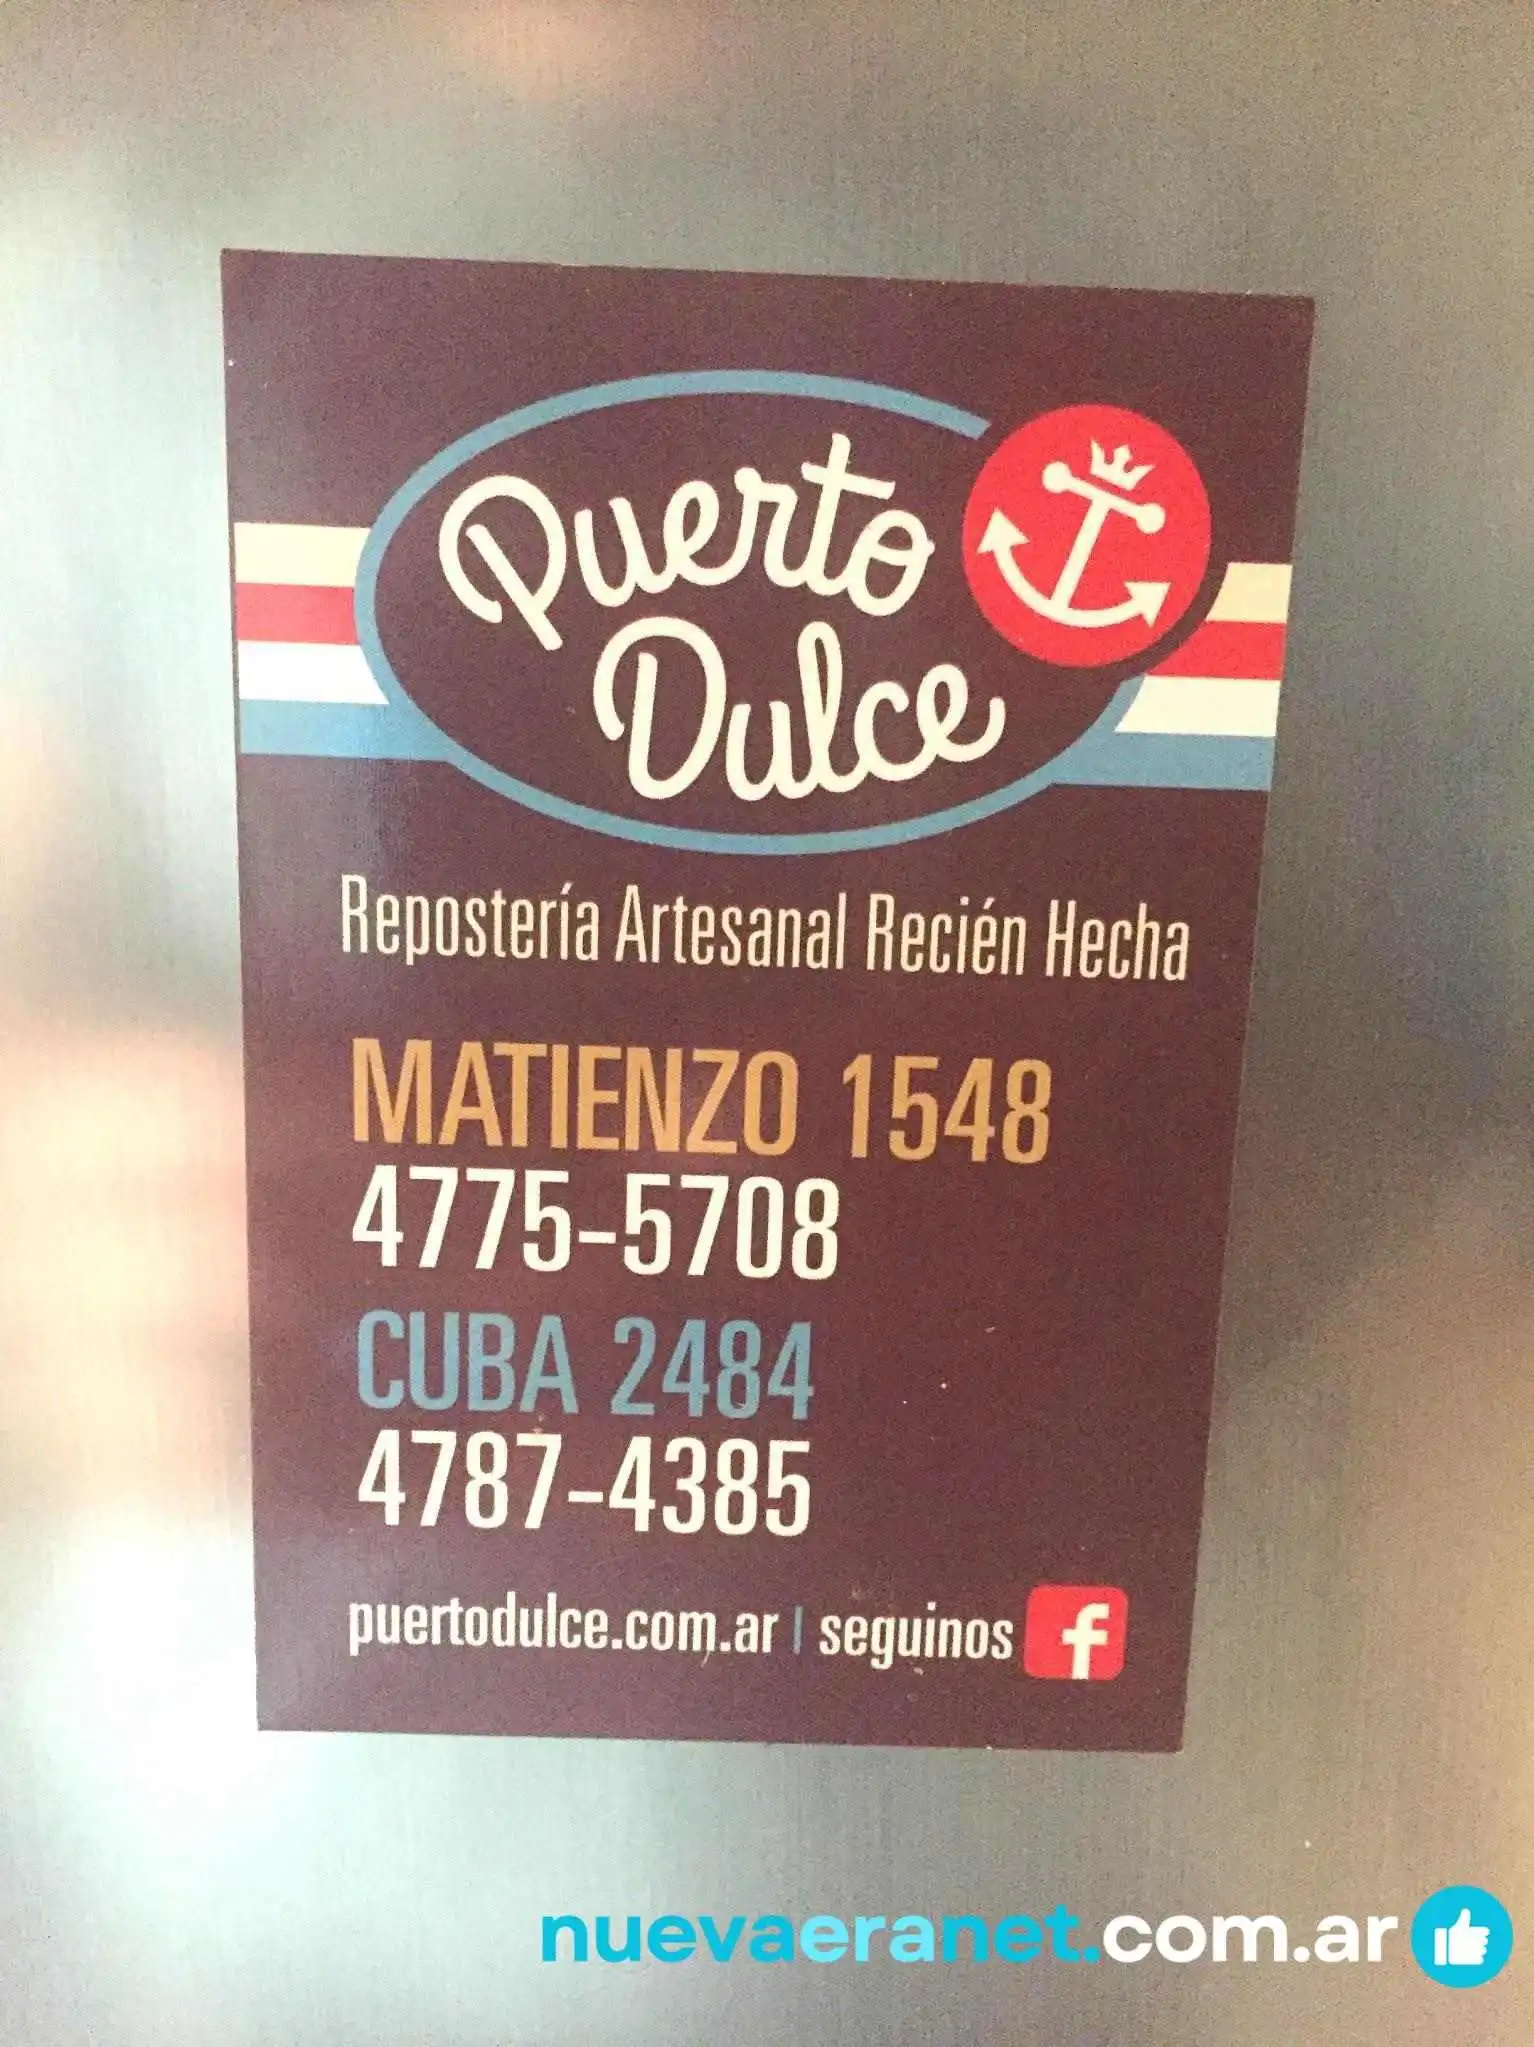 Puerto
Dulce
Repostería Artesanal Recién Hecha
MATIENZO 1548
4775-5708
CUBA 2484
4787-4385
puertodulce.com.ar | seguinos f
nuevaeranet.com.ar